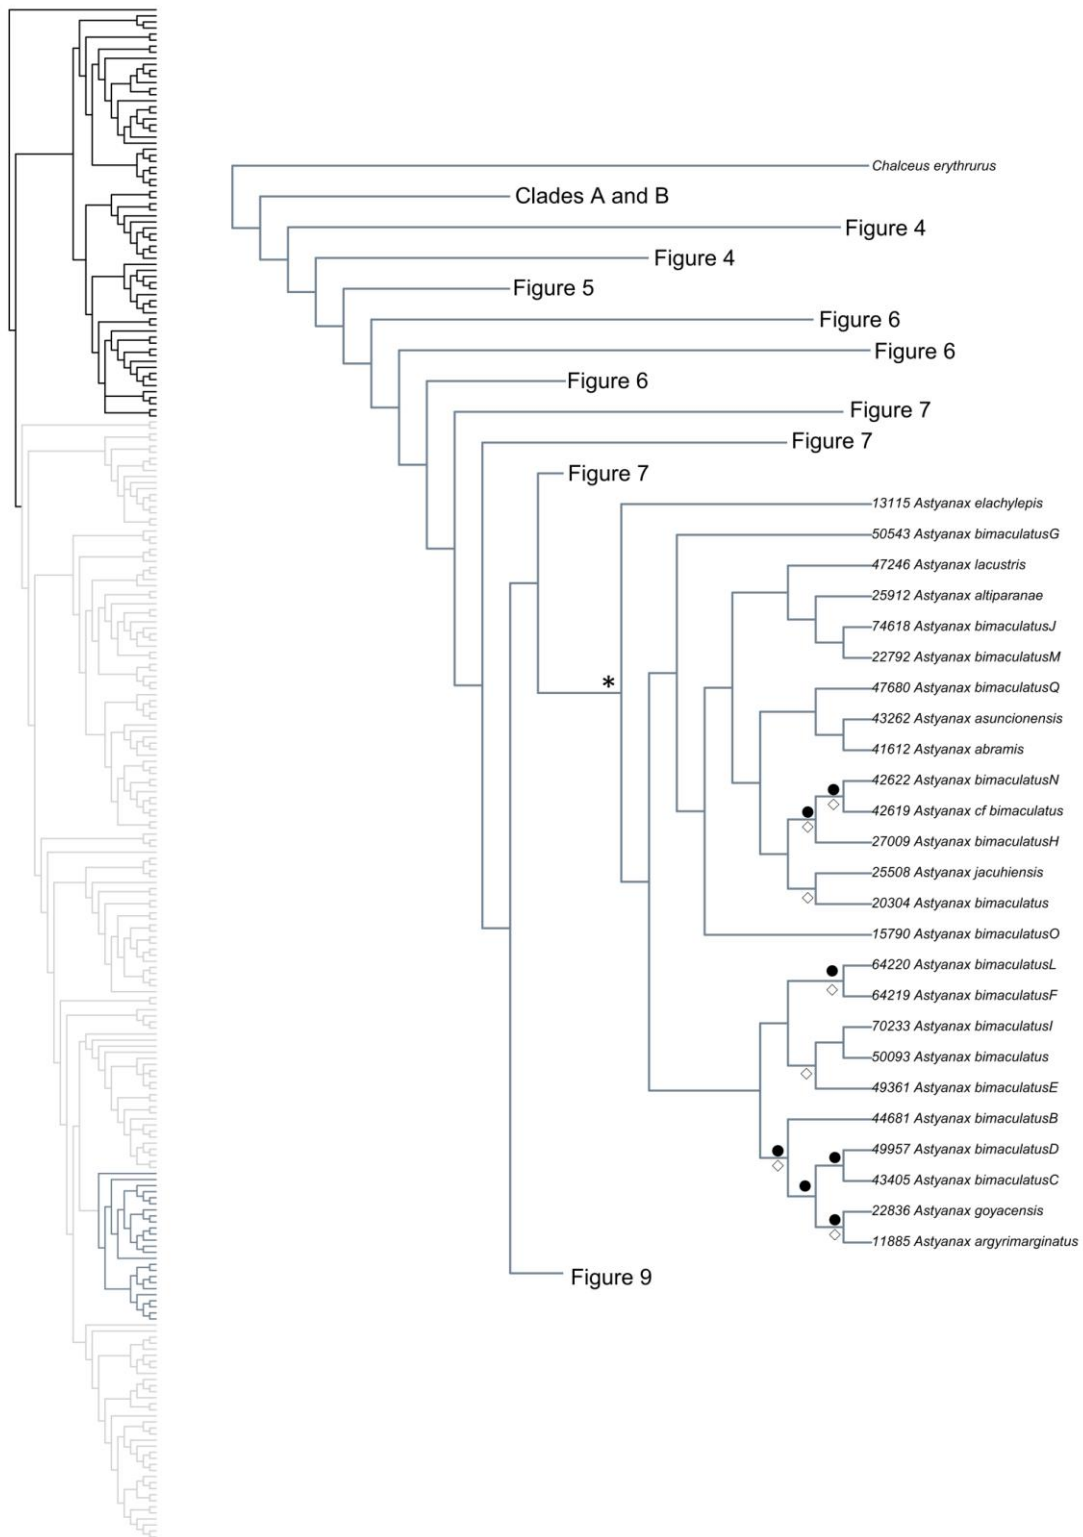 Chalceus erythrurus
Clades A and B
Figure 4
Figure 4
Figure 5
Figure 6
Figure 6
Figure 6
Figure 7
Figure 7
Figure 7
13115 Astyanax elachylepis
50543 Astyanax bimaculatusG
47246 Astyanax lacustris
25912 Astyanax altiparanae
74618 Astyanax bimaculatusJ
22792 Astyanax bimaculatusM
*
47680 Astyanax bimaculatusQ
43262 Astyanax asuncionensis
41612 Astyanax abramis
42622 Astyanax bimaculatusN
42619 Astyanax cf bimaculatus
27009 Astyanax bimaculatusH
25508 Astyanax jacuhiensis
20304 Astyanax bimaculatus
15790 Astyanax bimaculatusO
64220 Astyanax bimaculatusL
64219 Astyanax bimaculatusF
70233 Astyanax bimaculatusI
50093 Astyanax bimaculatus
49361 Astyanax bimaculatusE
44681 Astyanax bimaculatusB
49957 Astyanax bimaculatusD
43405 Astyanax bimaculatusC
22836 Astyanax goyacensis
11885 Astyanax argyrimarginatus
Figure 9